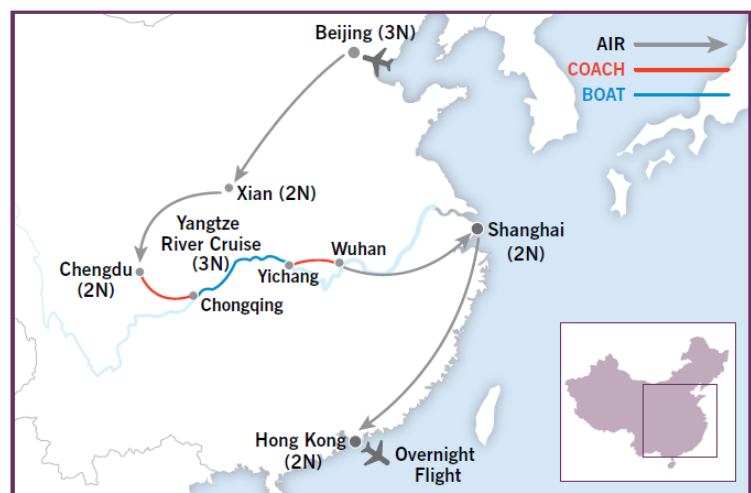 Beijing (3N)
AIR
COACH
BOAT
Xian (2N)
Yangtze
River Cruise
(3N)
Wuhan
Shanghai
(2N)
Chengdu
(2N)
Yichang
Chongqing
Hong Kong
(2N)
Overnight
Flight